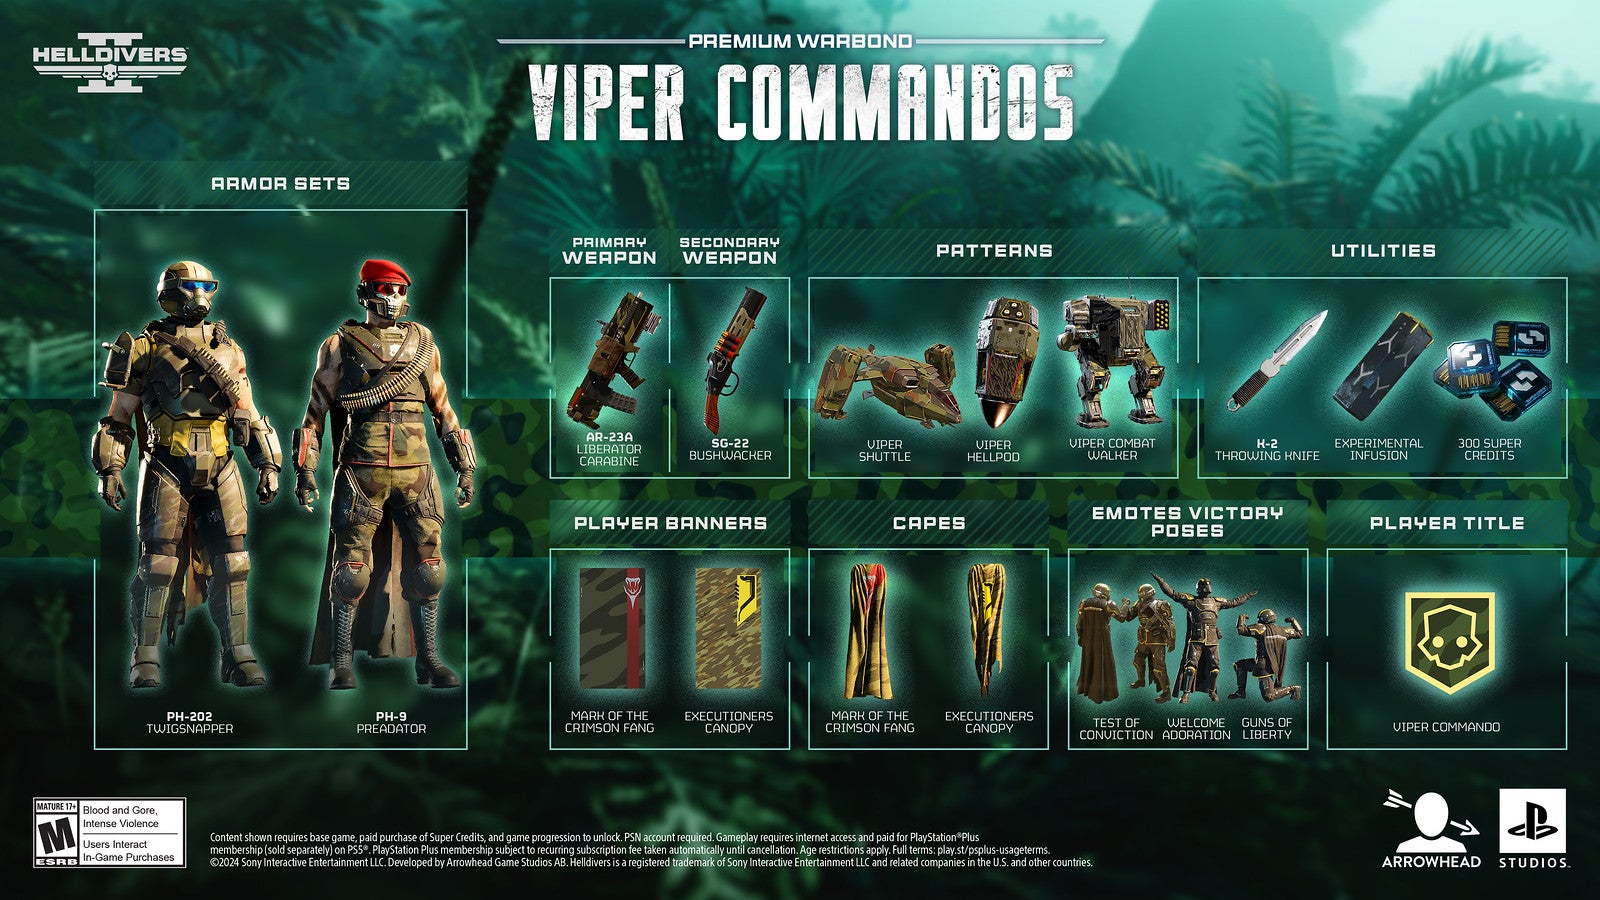 HELLDIVERS
II
PREMIUM WARBOND
VIPER COMMANDOS
ARMOR SETS
PH-202
TWIGSNAPPER
PH-9
PREADATOR
PRIMARY
WEAPON
SECONDARY
WEAPON
AR-23A
LIBERATOR
CARABINE
SG-22
BUSHWACKER
PATTERNS
VIPER
SHUTTLE
VIPER
HELLPOD
VIPER COMBAT
WALKER
UTILITIES
K-2
THROWING KNIFE
EXPERIMENTAL
INFUSION
300 SUPER
CREDITS
PLAYER BANNERS
MARK OF THE
CRIMSON FANG
EXECUTIONERS
CANOPY
CAPES
MARK OF THE
CRIMSON FANG
EXECUTIONERS
CANOPY
EMOTES VICTORY
POSES
TEST OF
CONVICTION
WELCOME
ADORATION
GUNS OF
LIBERTY
PLAYER TITLE
VIPER COMMANDO
MATURE 17+
M
ESRB
Blood and Gore,
Intense Violence
Users Interact
In-Game Purchases
Content shown requires base game, paid purchase of Super Credits, and game progression to unlock. PSN account required. Gameplay requires internet access and paid for PlayStation®Plus
membership (sold separately) on PS5®. PlayStation Plus membership subject to recurring subscription fee taken automatically until cancellation. Age restrictions apply. Full terms: play.st/psplus-usageterms.
©2024 Sony Interactive Entertainment LLC. Developed by Arrowhead Game Studios AB. Helldivers is a registered trademark of Sony Interactive Entertainment LLC and related companies in the U.S. and other countries.
ARROWHEAD
STUDIOS